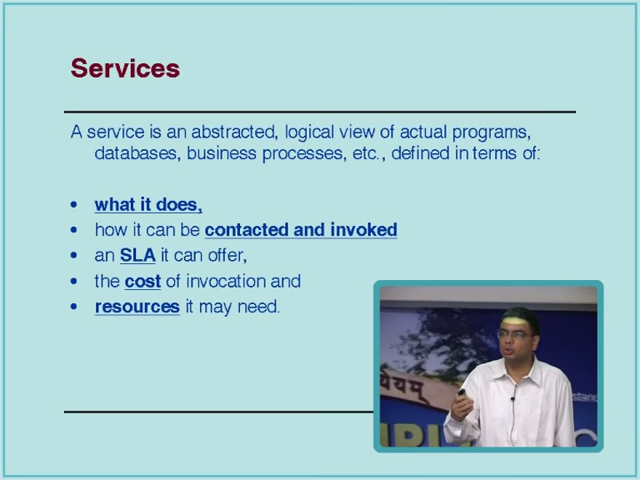 Services
A service is an abstracted, logical view of actual programs,
databases, business processes, etc., defined in terms of:
• what it does,
• how it can be contacted and invoked
• an SLA it can offer,
• the cost of invocation and
• resources it may need.